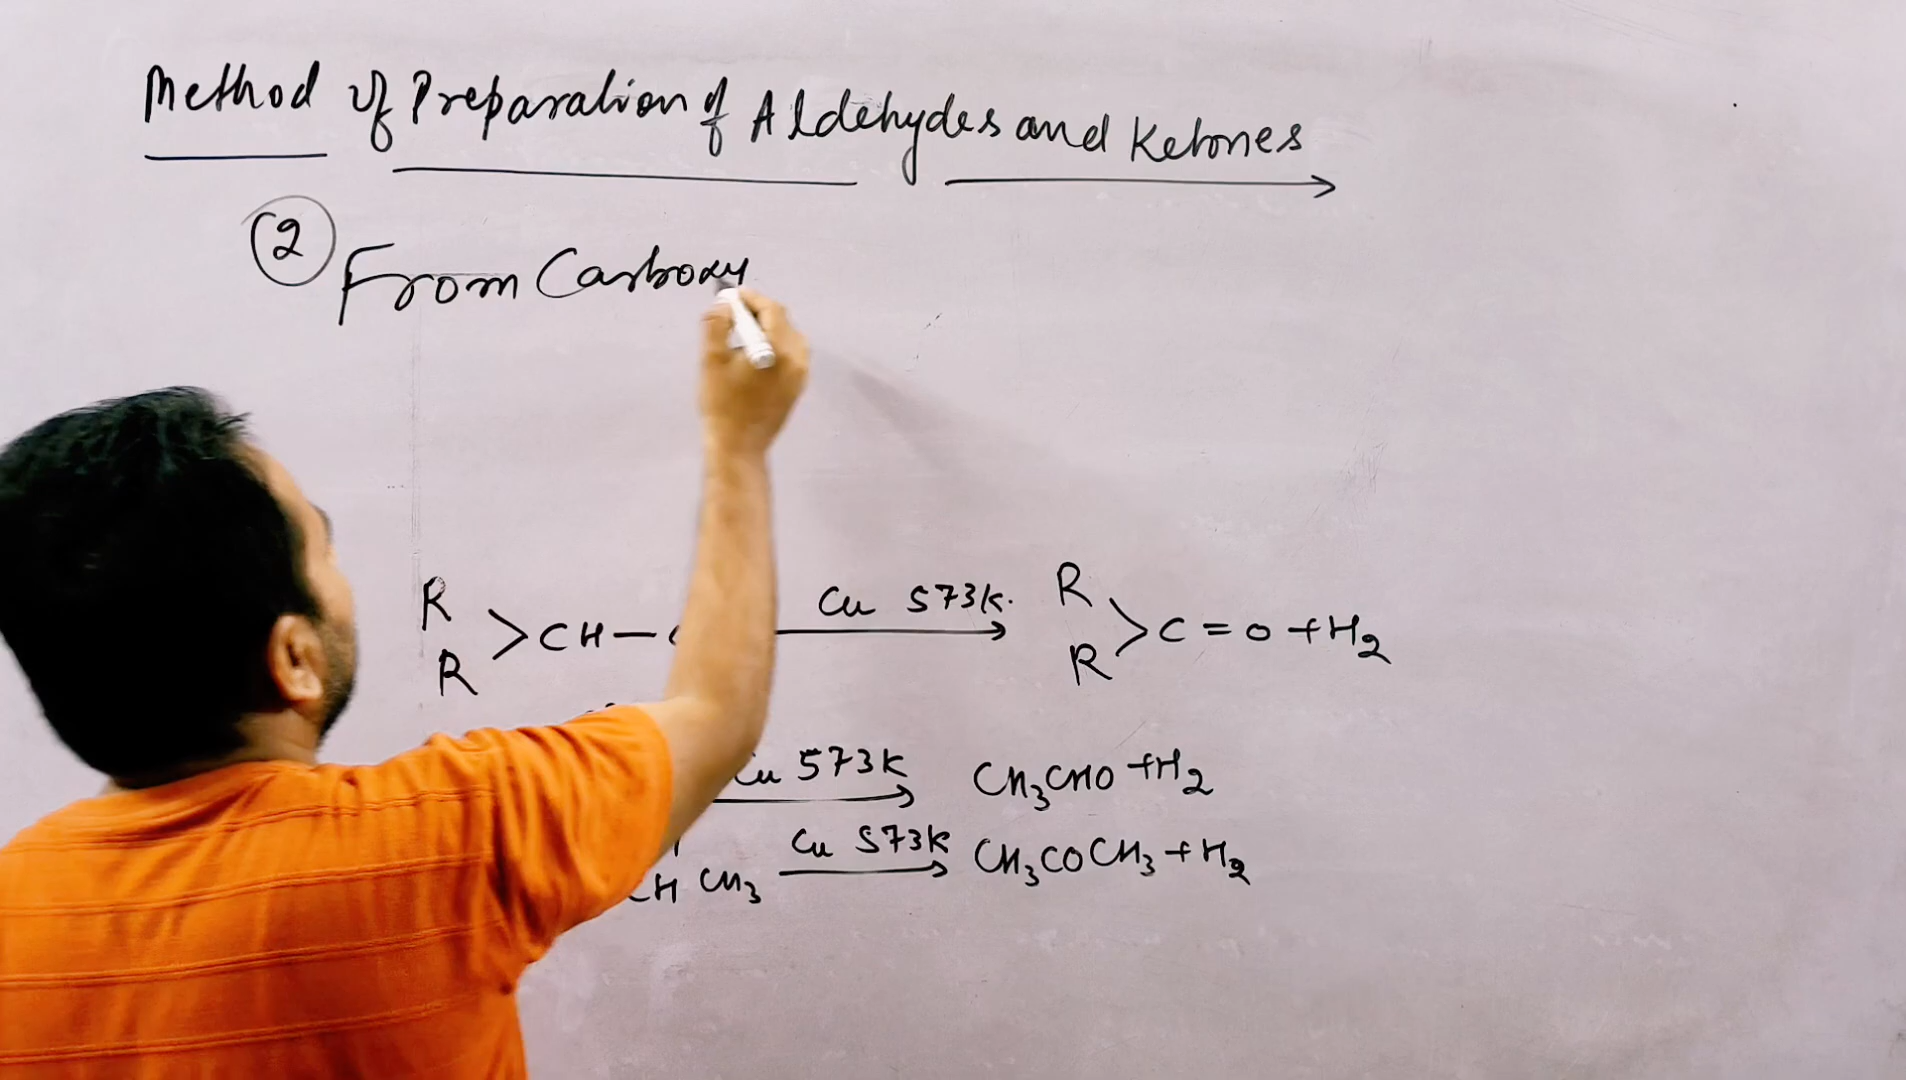 Method of Preparation of Aldehydes and Ketones
② From Carboxy
R
R >CH— Cu 573K. → R
R >C=O+H2
Cu 573K → CH3CHO+H2
CH CH3 Cu 573K → CH3COCH3+H2